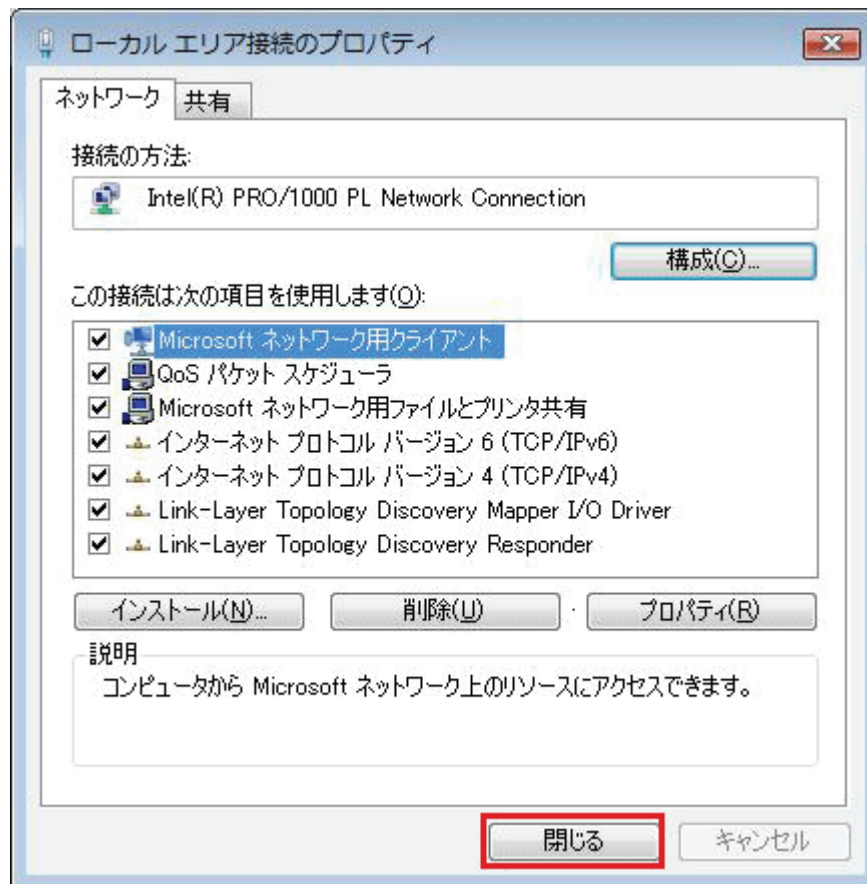 ローカル エリア接続のプロパティ
ネットワーク 共有
接続の方法:
Intel(R) PRO/1000 PL Network Connection
構成(C)...
この接続は次の項目を使用します(O):
Microsoft ネットワーク用クライアント
QoS パケット スケジューラ
Microsoft ネットワーク用ファイルとプリンタ共有
インターネット プロトコル バージョン 6 (TCP/IPv6)
インターネット プロトコル バージョン 4 (TCP/IPv4)
Link-Layer Topology Discovery Mapper I/O Driver
Link-Layer Topology Discovery Responder
インストール(N)... 削除(U) プロパティ(R)
説明
コンピュータから Microsoft ネットワーク上のリソースにアクセスできます。
閉じる キャンセル